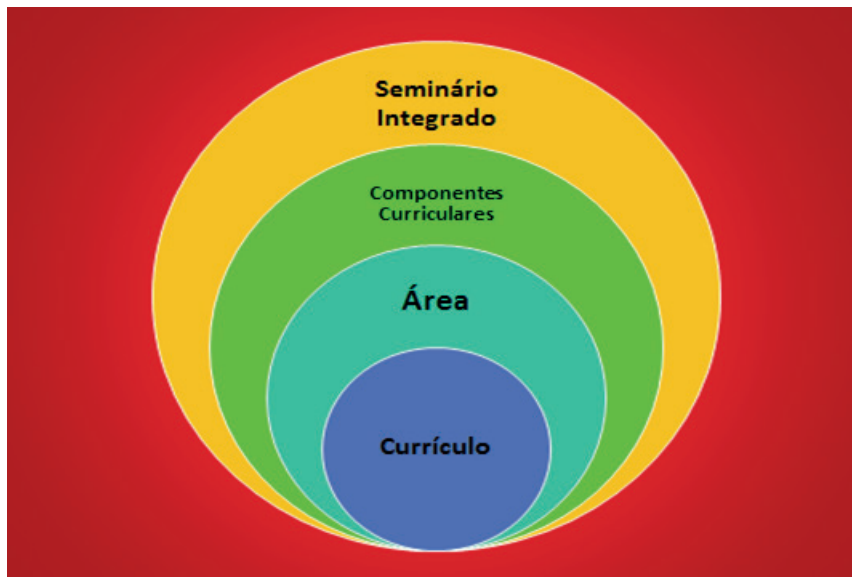 Seminário
Integrado
Componentes
Curriculares
Área
Currículo